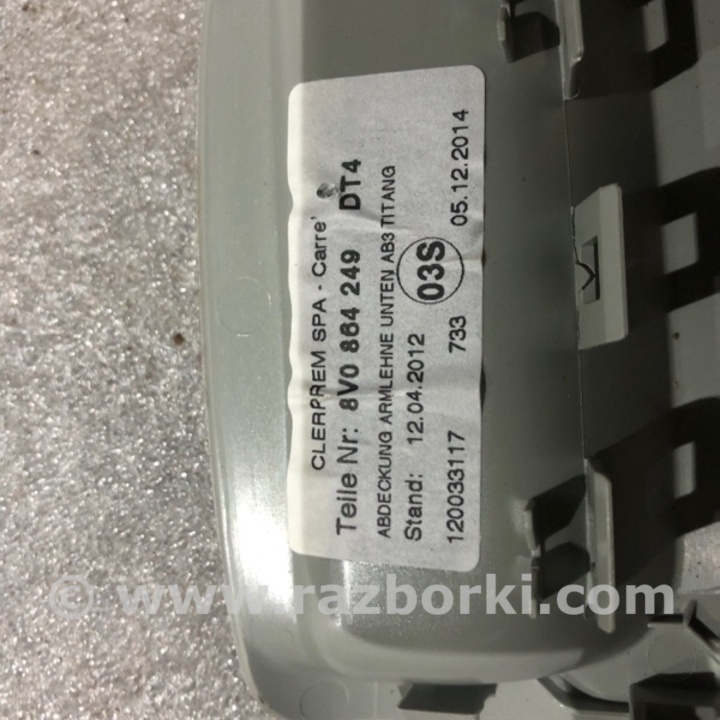 CLERPREM SPA - Carre'
Teile Nr: 8V0 864 249 DT4
ABDECKUNG ARMLEHNE UNTEN AB3 TITANG
Stand: 12.04.2012 03S
120033117 733 05.12.2014
© www.razborki.com